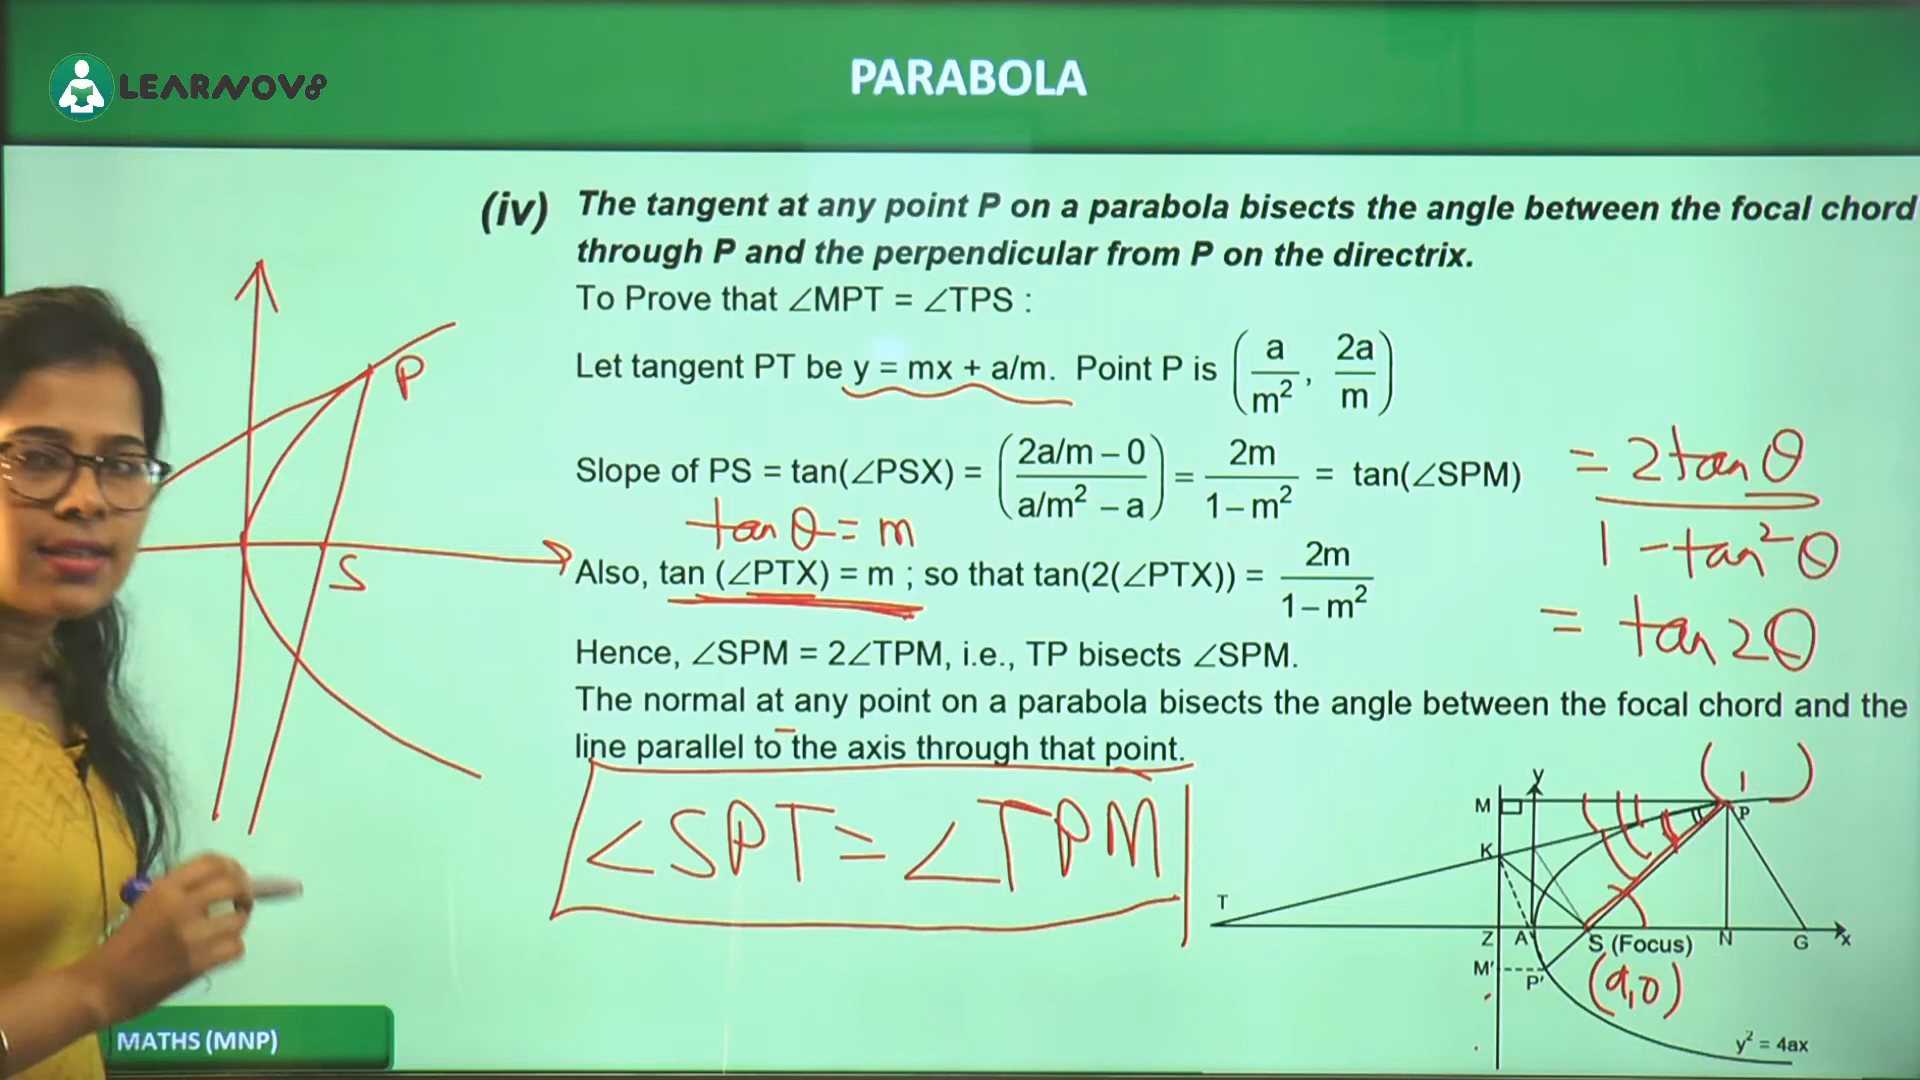 LEARNOV8
PARABOLA
(iv) The tangent at any point P on a parabola bisects the angle between the focal chord
through P and the perpendicular from P on the directrix.
To Prove that ∠MPT = ∠TPS :
Let tangent PT be y = mx + a/m. Point P is (a/m², 2a/m)
Slope of PS = tan(∠PSX) = ((2a/m – 0)/(a/m² – a)) = 2m/(1–m²) = tan(∠SPM)
= 2tanθ/(1 – tan²θ)
tanθ = m
Also, tan (∠PTX) = m ; so that tan(2(∠PTX)) = 2m/(1–m²)
= tan2θ
Hence, ∠SPM = 2∠TPM, i.e., TP bisects ∠SPM.
The normal at any point on a parabola bisects the angle between the focal chord and the
line parallel to the axis through that point.
∠SPT = ∠TPM
P
S
( , )
y
M
P
K
T
Z A S (Focus) N G x
M' P' (a,0)
y² = 4ax
MATHS (MNP)